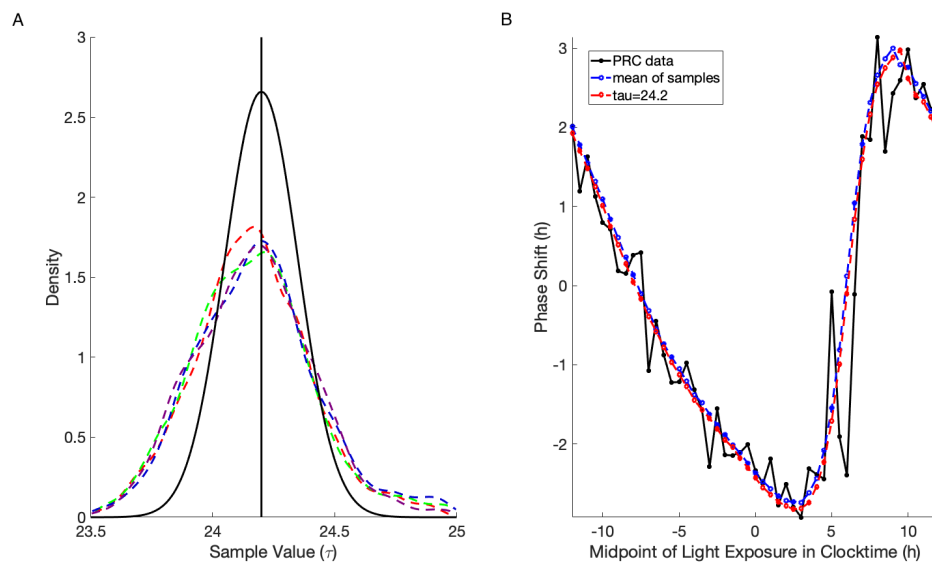 A
3
2.5
2
1.5
1
0.5
0
Density
23.5
24
24.5
25
Sample Value (τ)
B
PRC data
mean of samples
tau=24.2
3
2
1
0
-1
-2
Phase Shift (h)
-10
-5
0
5
10
Midpoint of Light Exposure in Clocktime (h)